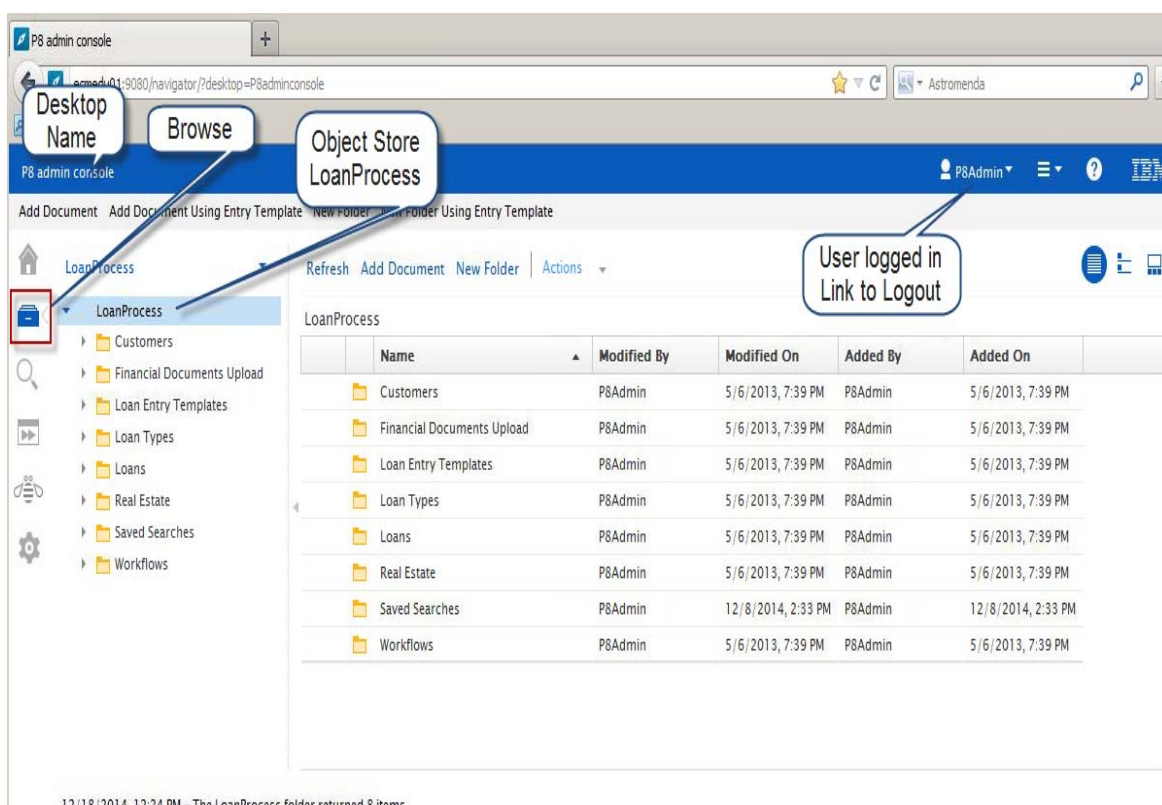 P8 admin console
+
ecmedu01:9080/navigator/?desktop=P8adminconsole
Astromenda
Desktop
Name
Browse
Object Store
LoanProcess
P8 admin console
P8Admin
?
IBM
Add Document Add Document Using Entry Template New Folder New Folder Using Entry Template
User logged in
Link to Logout
LoanProcess
Refresh Add Document New Folder Actions
LoanProcess
Customers
Financial Documents Upload
Loan Entry Templates
Loan Types
Loans
Real Estate
Saved Searches
Workflows
LoanProcess
Name Modified By Modified On Added By Added On
Customers P8Admin 5/6/2013, 7:39 PM P8Admin 5/6/2013, 7:39 PM
Financial Documents Upload P8Admin 5/6/2013, 7:39 PM P8Admin 5/6/2013, 7:39 PM
Loan Entry Templates P8Admin 5/6/2013, 7:39 PM P8Admin 5/6/2013, 7:39 PM
Loan Types P8Admin 5/6/2013, 7:39 PM P8Admin 5/6/2013, 7:39 PM
Loans P8Admin 5/6/2013, 7:39 PM P8Admin 5/6/2013, 7:39 PM
Real Estate P8Admin 5/6/2013, 7:39 PM P8Admin 5/6/2013, 7:39 PM
Saved Searches P8Admin 12/8/2014, 2:33 PM P8Admin 12/8/2014, 2:33 PM
Workflows P8Admin 5/6/2013, 7:39 PM P8Admin 5/6/2013, 7:39 PM
12/18/2014, 12:24 PM - The LoanProcess folder returned 8 items